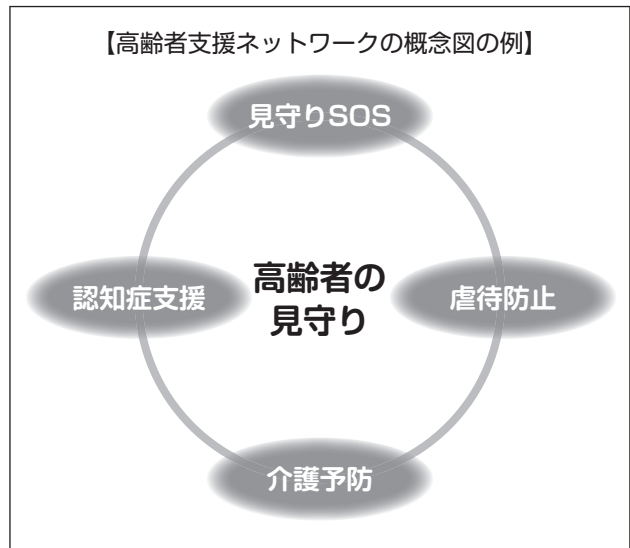 【高齢者支援ネットワークの概念図の例】
見守りSOS
認知症支援
高齢者の
見守り
虐待防止
介護予防